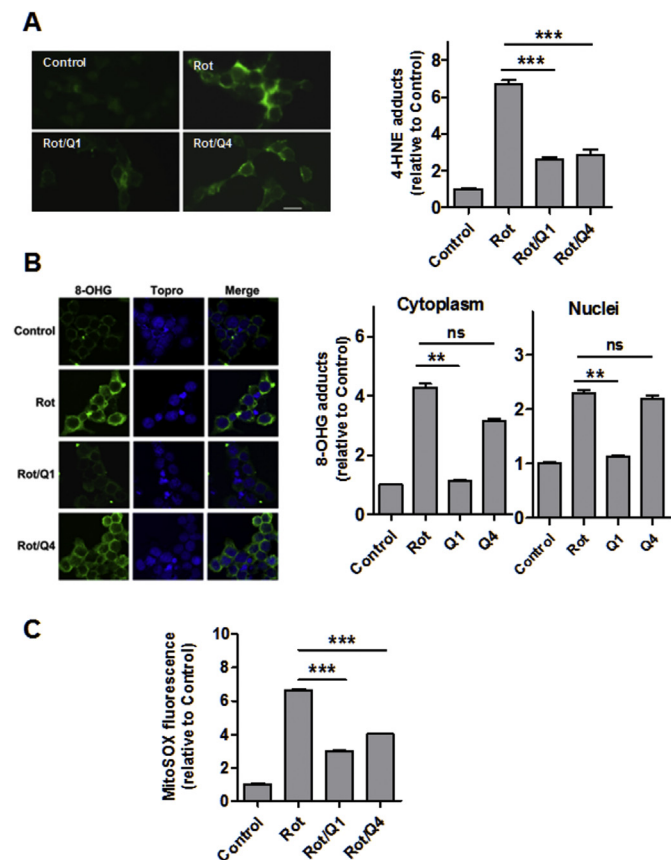 A
Control
Rot
Rot/Q1
Rot/Q4
4-HNE adducts
(relative to Control)
8
6
4
2
0
***
***
Control
Rot
Rot/Q1
Rot/Q4
B
8-OHG
Topro
Merge
Control
Rot
Rot/Q1
Rot/Q4
8-OHG adducts
(relative to Control)
Cytoplasm
6
4
2
0
ns
**
Control
Rot
Q1
Q4
Nuclei
2
1
0
ns
**
Control
Rot
Q1
Q4
C
MitoSOX fluorescence
(relative to Control)
10
8
6
4
2
0
***
***
Control
Rot
Rot/Q1
Rot/Q4